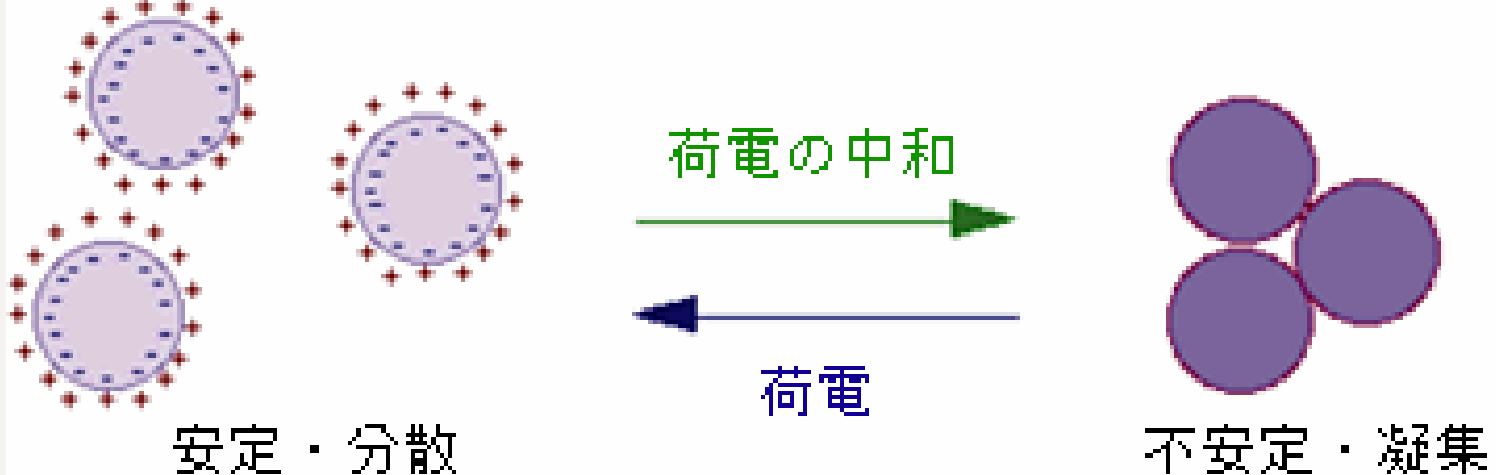 荷電の中和
荷電
安定・分散
不安定・凝集